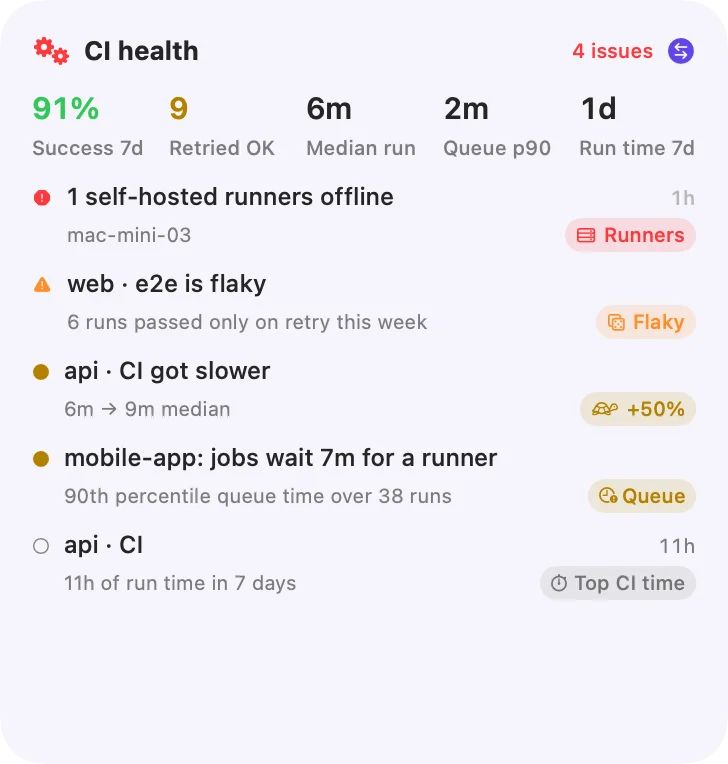 CI health
4 issues
91% 9 6m 2m 1d
Success 7d Retried OK Median run Queue p90 Run time 7d
1 self-hosted runners offline 1h
mac-mini-03 Runners
web · e2e is flaky
6 runs passed only on retry this week Flaky
api · CI got slower
6m → 9m median +50%
mobile-app: jobs wait 7m for a runner
90th percentile queue time over 38 runs Queue
api · CI 11h
11h of run time in 7 days Top CI time